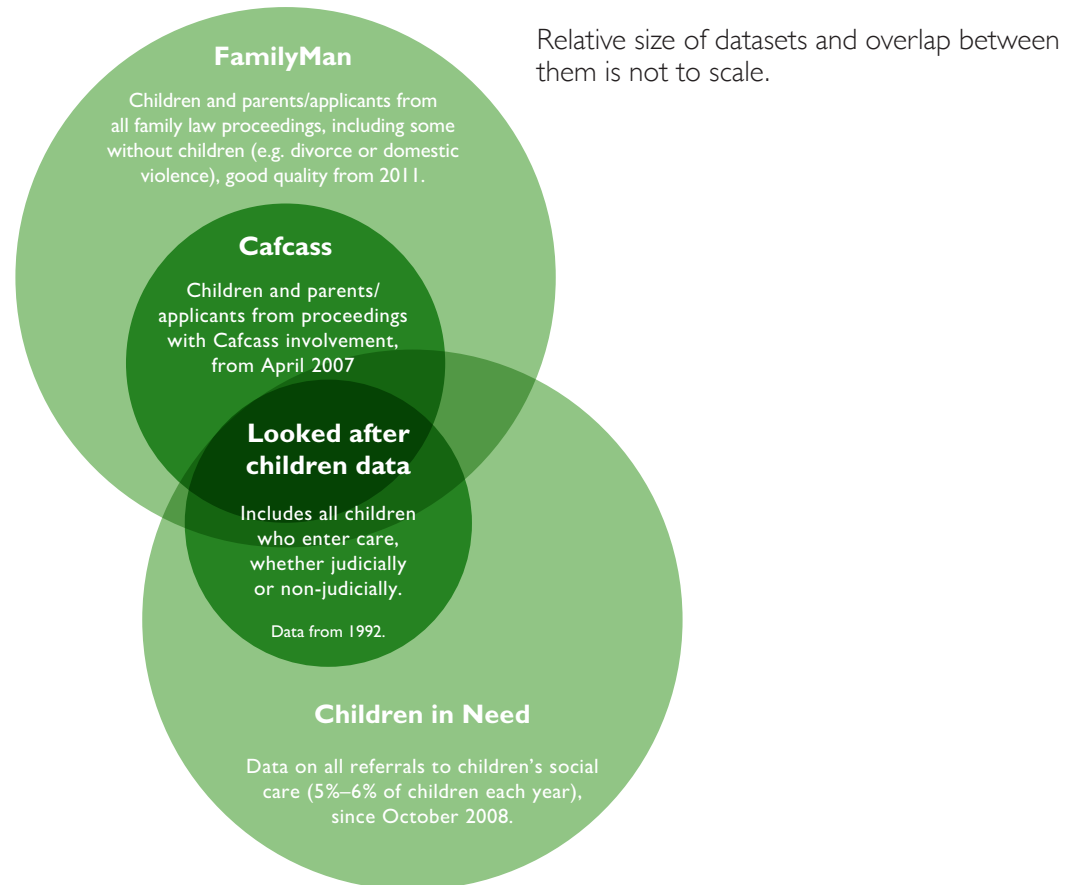 FamilyMan
Children and parents/applicants from
all family law proceedings, including some
without children (e.g. divorce or domestic
violence), good quality from 2011.
Relative size of datasets and overlap between
them is not to scale.
Cafcass
Children and parents/
applicants from proceedings
with Cafcass involvement,
from April 2007
Looked after
children data
Includes all children
who enter care,
whether judicially
or non-judicially.
Data from 1992.
Children in Need
Data on all referrals to children’s social
care (5%–6% of children each year),
since October 2008.